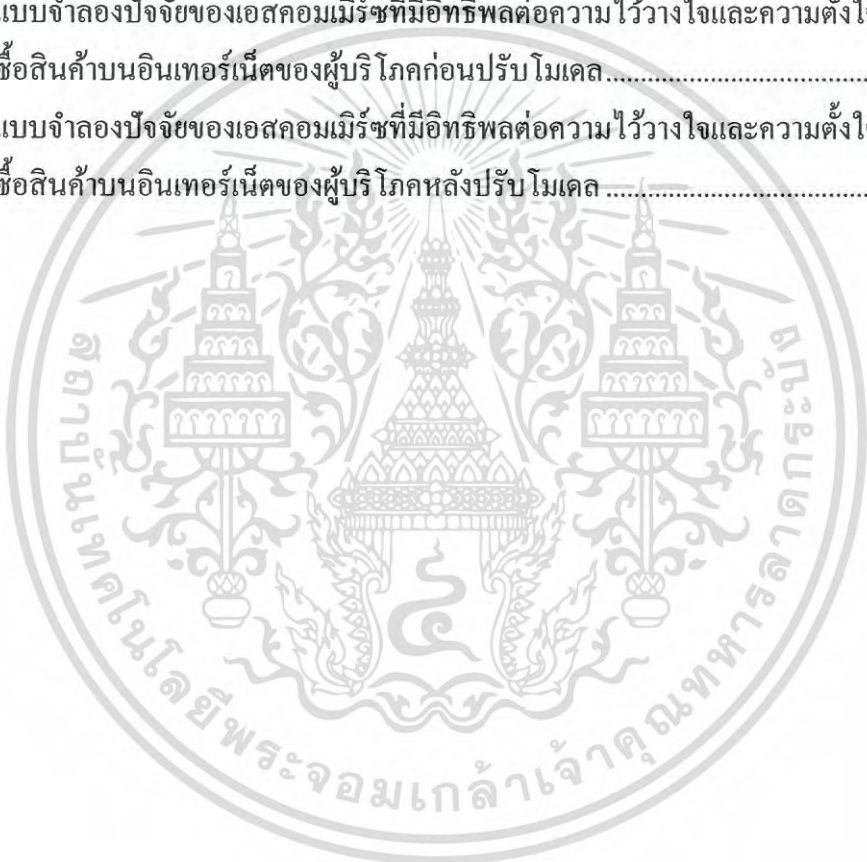 แบบจำลองปัจจัยของเอสคอมเมิร์ซที่มีอิทธิพลต่อความไว้วางใจและความตั้งใจ
ซื้อสินค้าบนอินเทอร์เน็ตของผู้บริโภคก่อนปรับโมเดล
แบบจำลองปัจจัยของเอสคอมเมิร์ซที่มีอิทธิพลต่อความไว้วางใจและความตั้งใจ
ซื้อสินค้าบนอินเทอร์เน็ตของผู้บริโภคหลังปรับโมเดล
สถาบันเทคโนโลยีพระจอมเกล้าเจ้าคุณทหารลาดกระบัง